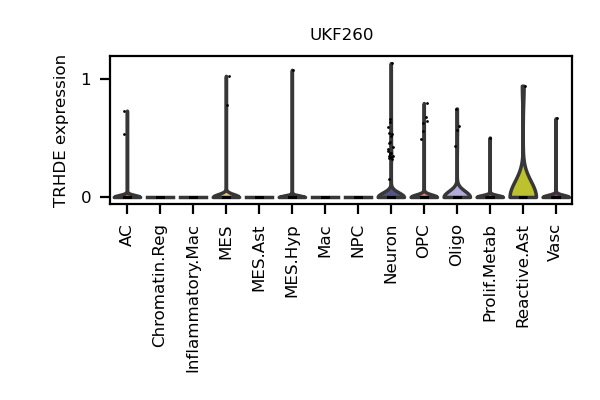 UKF260
TRHDE expression
1
0
AC
Chromatin.Reg
Inflammatory.Mac
MES
MES.Ast
MES.Hyp
Mac
NPC
Neuron
OPC
Oligo
Prolif.Metab
Reactive.Ast
Vasc